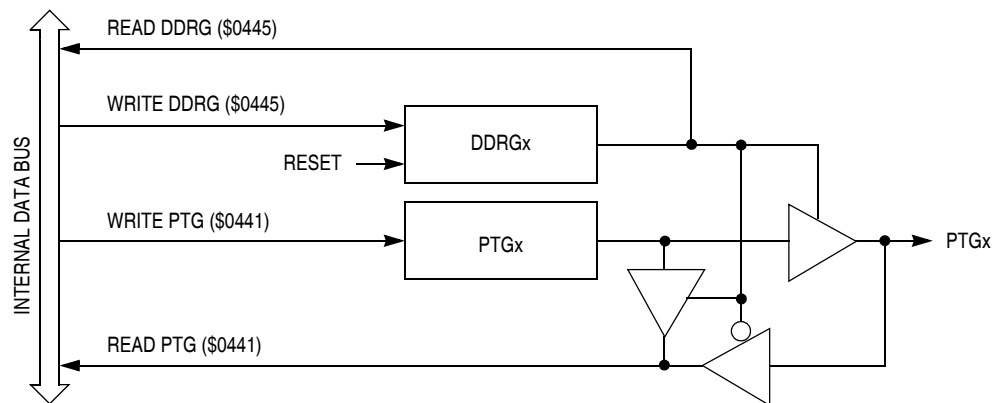 READ DDRG ($0445)
WRITE DDRG ($0445)
DDRGx
RESET
INTERNAL DATA BUS
WRITE PTG ($0441)
PTGx
PTGx
READ PTG ($0441)